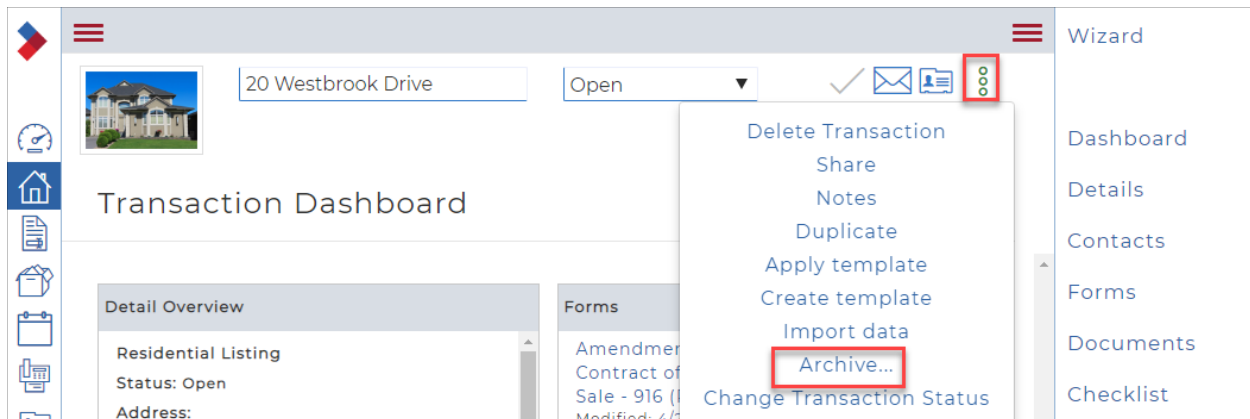 Wizard
20 Westbrook Drive
Open
Delete Transaction
Share
Notes
Duplicate
Apply template
Create template
Import data
Archive...
Change Transaction Status
Transaction Dashboard
Detail Overview
Residential Listing
Status: Open
Address:
Forms
Amendmer
Contract of
Sale - 916 (
Modified: 4/
Dashboard
Details
Contacts
Forms
Documents
Checklist